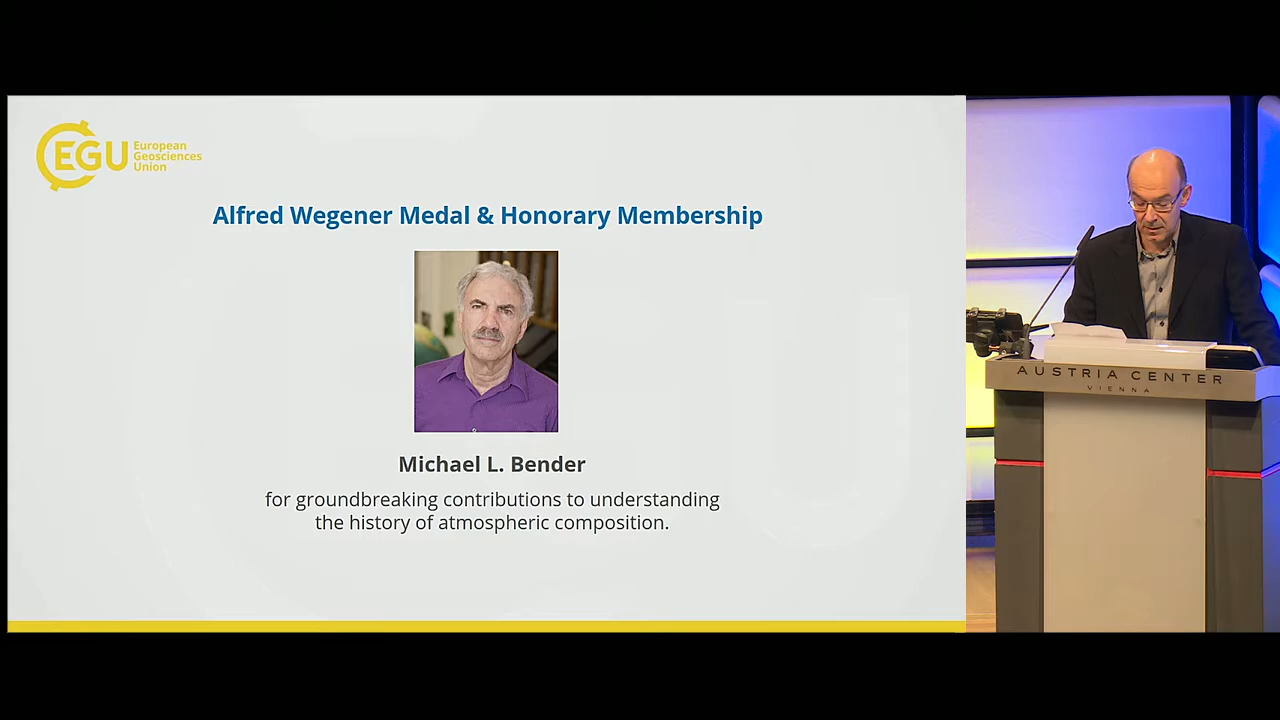 EGU
European
Geosciences
Union
Alfred Wegener Medal & Honorary Membership
Michael L. Bender
for groundbreaking contributions to understanding
the history of atmospheric composition.
AUSTRIA CENTER
VIENNA